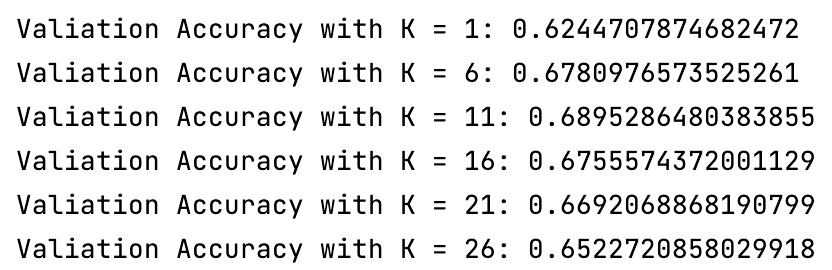 Valiation Accuracy with K = 1: 0.6244707874682472
Valiation Accuracy with K = 6: 0.6780976573525261
Valiation Accuracy with K = 11: 0.6895286480383855
Valiation Accuracy with K = 16: 0.6755574372001129
Valiation Accuracy with K = 21: 0.6692068868190799
Valiation Accuracy with K = 26: 0.6522720858029918